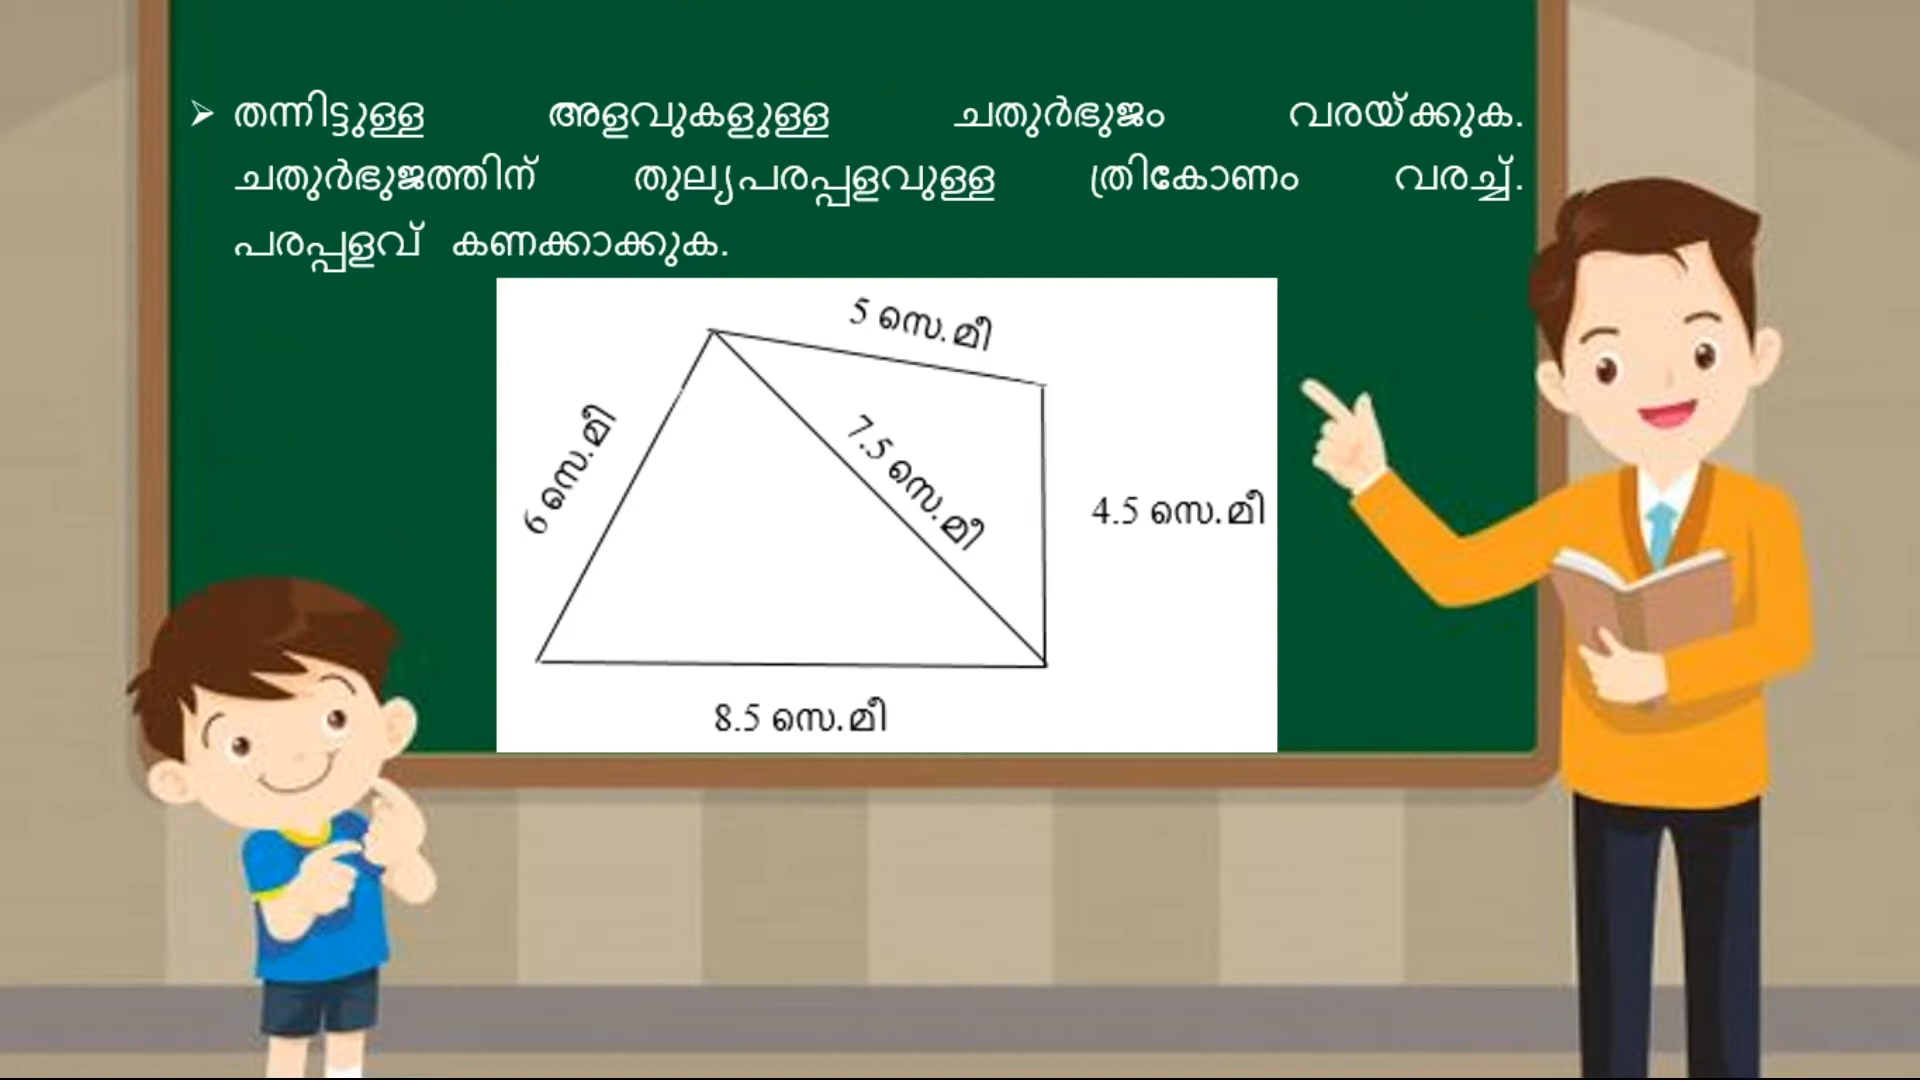 ➢ തന്നിട്ടുള്ള അളവുകളുള്ള ചതുർഭുജം വരയ്ക്കുക.
ചതുർഭുജത്തിന് തുല്യപരപ്പളവുള്ള ത്രികോണം വരച്ച്.
പരപ്പളവ് കണക്കാക്കുക.
5 സെ.മീ
6 സെ.മീ
7.5 സെ.മീ
4.5 സെ.മീ
8.5 സെ.മീ